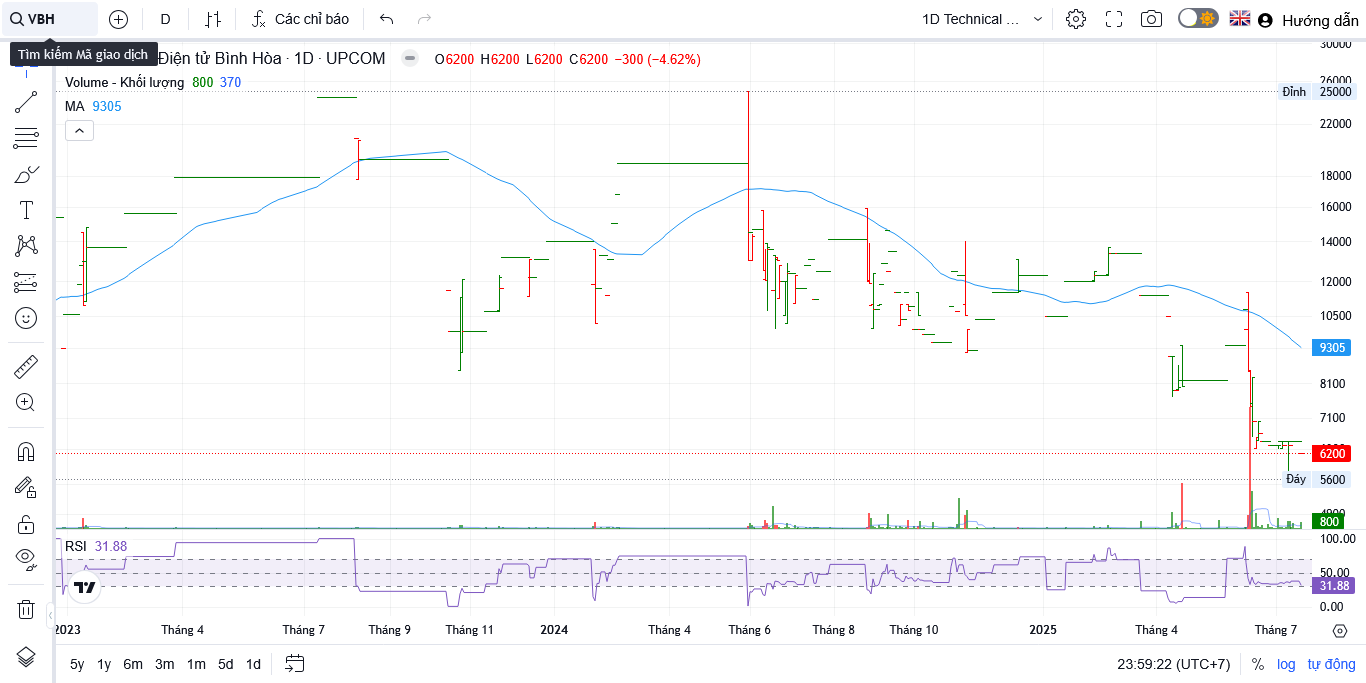 VBH
D
Các chỉ báo
1D Technical ...
Hướng dẫn
Tìm kiếm Mã giao dịch
Điện tử Bình Hòa · 1D · UPCOM
O6200 H6200 L6200 C6200 −300 (−4.62%)
Volume - Khối lượng 800 370
MA 9305
30000
26000
Đỉnh 25000
22000
18000
16000
14000
12000
10500
9305
8100
7100
6200
Đáy 5600
4900
800
RSI 31.88
100.00
50.00
31.88
0.00
2023 Tháng 4 Tháng 7 Tháng 9 Tháng 11 2024 Tháng 4 Tháng 6 Tháng 8 Tháng 10 2025 Tháng 4 Tháng 7
5y 1y 6m 3m 1m 5d 1d
23:59:22 (UTC+7) % log tự động